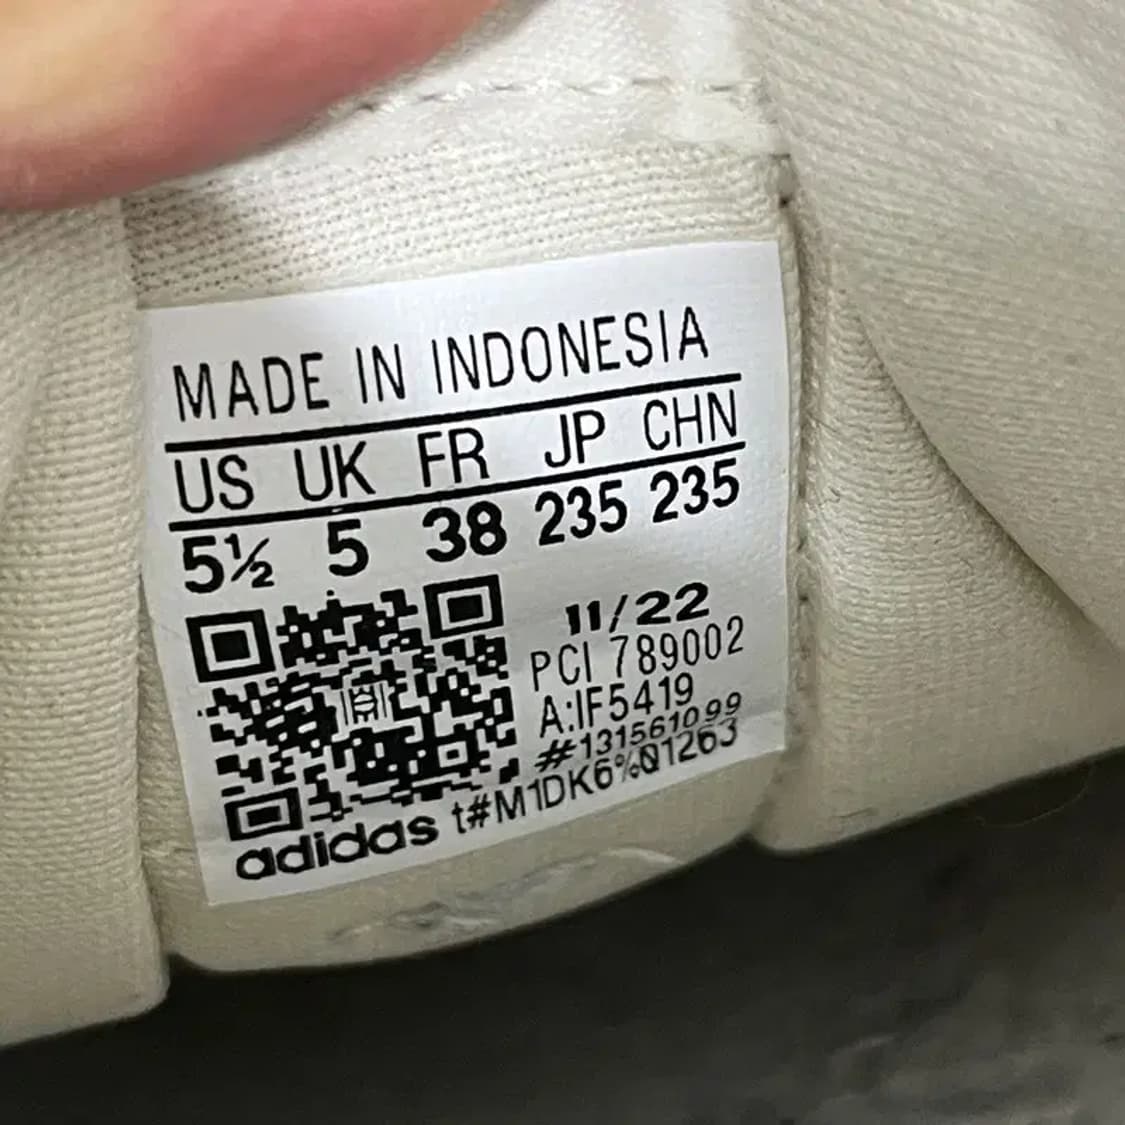 MADE IN INDONESIA
US UK FR JP CHN
5½ 5 38 235 235
11/22
PCI 789002
A:IF5419
#131561099
adidas t#M1DK6%01263